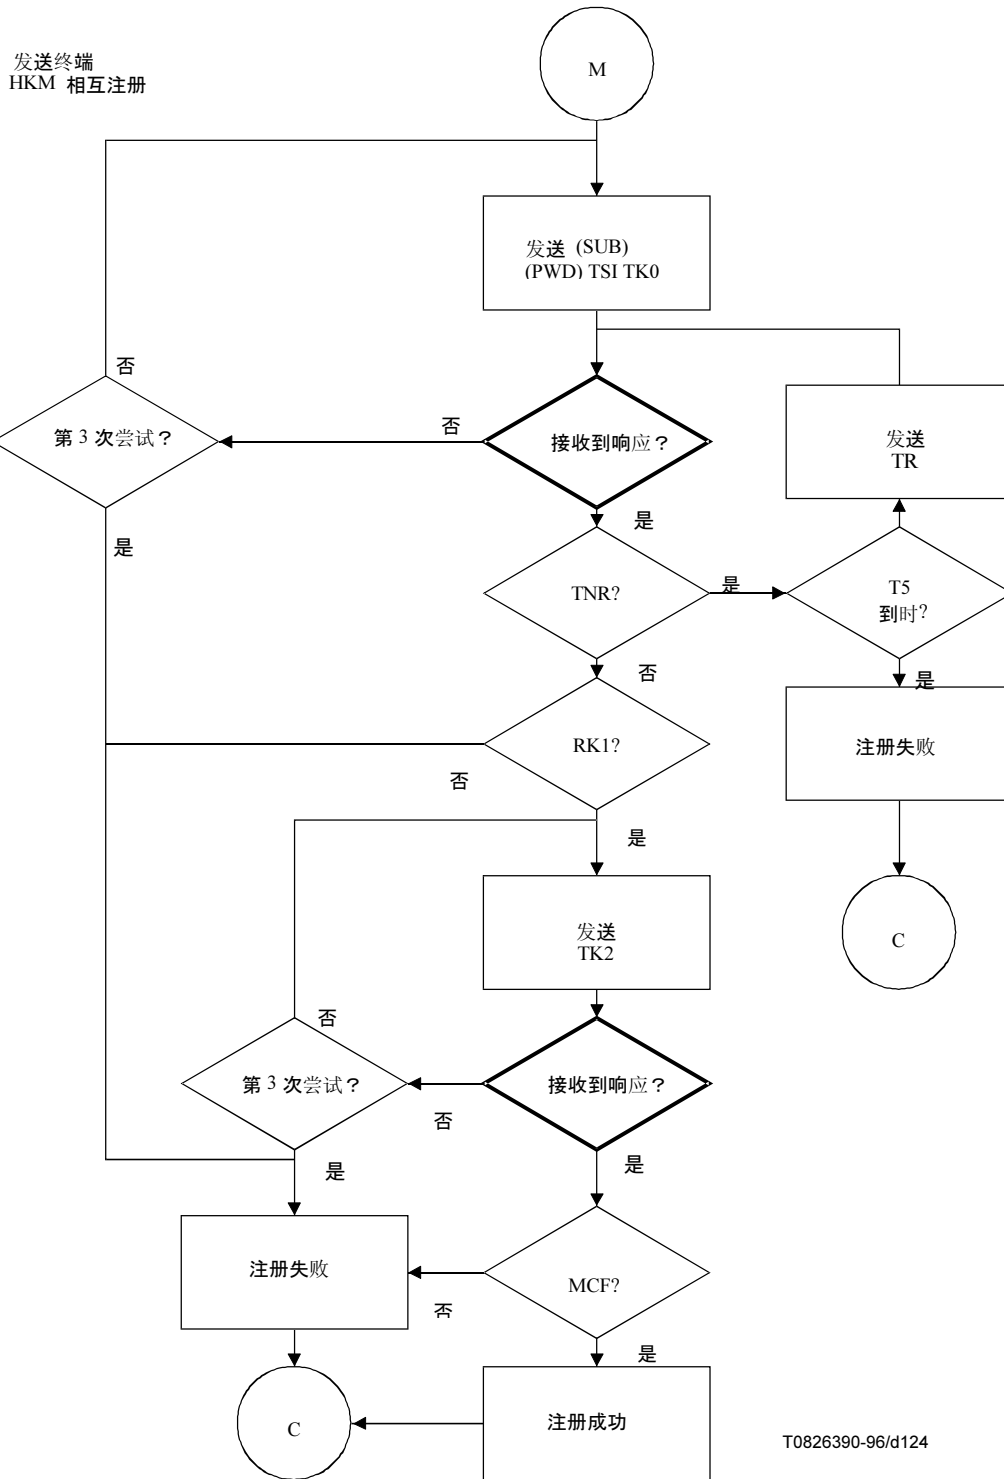 发送终端
HKM 相互注册
M
发送 (SUB)
(PWD) TSI TK0
否
第 3 次尝试？
否
接收到响应？
发送
TR
是
是
TNR?
是
T5
到时？
否
是
RK1?
注册失败
否
是
发送
TK2
C
否
第 3 次尝试？
接收到响应？
否
是
是
注册失败
MCF?
否
是
注册成功
C
T0826390-96/d124